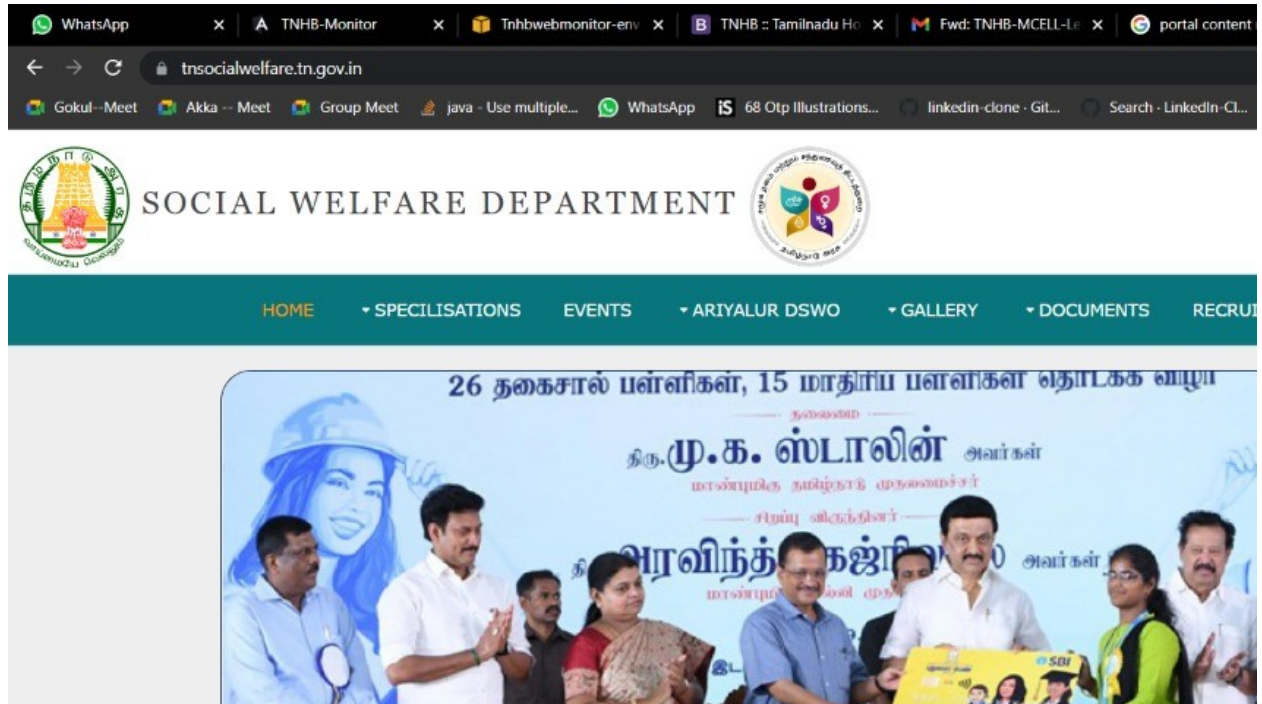 WhatsApp
TNHB-Monitor
Tnhbwebmonitor-env
TNHB :: Tamilnadu Ho
Fwd: TNHB-MCELL-Le
portal content
tnsocialwelfare.tn.gov.in
Gokul--Meet
Akka -- Meet
Group Meet
java - Use multiple...
WhatsApp
iS
68 Otp Illustrations...
linkedin-clone · Git...
Search · LinkedIn-Cl...
தமிழ்நாடு அரசு
வாய்மையே வெல்லும்
SOCIAL WELFARE DEPARTMENT
HOME
SPECILISATIONS
EVENTS
ARIYALUR DSWO
GALLERY
DOCUMENTS
RECRUI
26 தகைசால் பள்ளிகள், 15 மாதிரிப் பள்ளிகள் தொடக்க விழா
தலைமை
திரு.மு.க. ஸ்டாலின் அவர்கள்
மாண்புமிகு தமிழ்நாடு முதலமைச்சர்
சிறப்பு விருந்தினர்
அரவிந்த் அவர்கள்
SBI